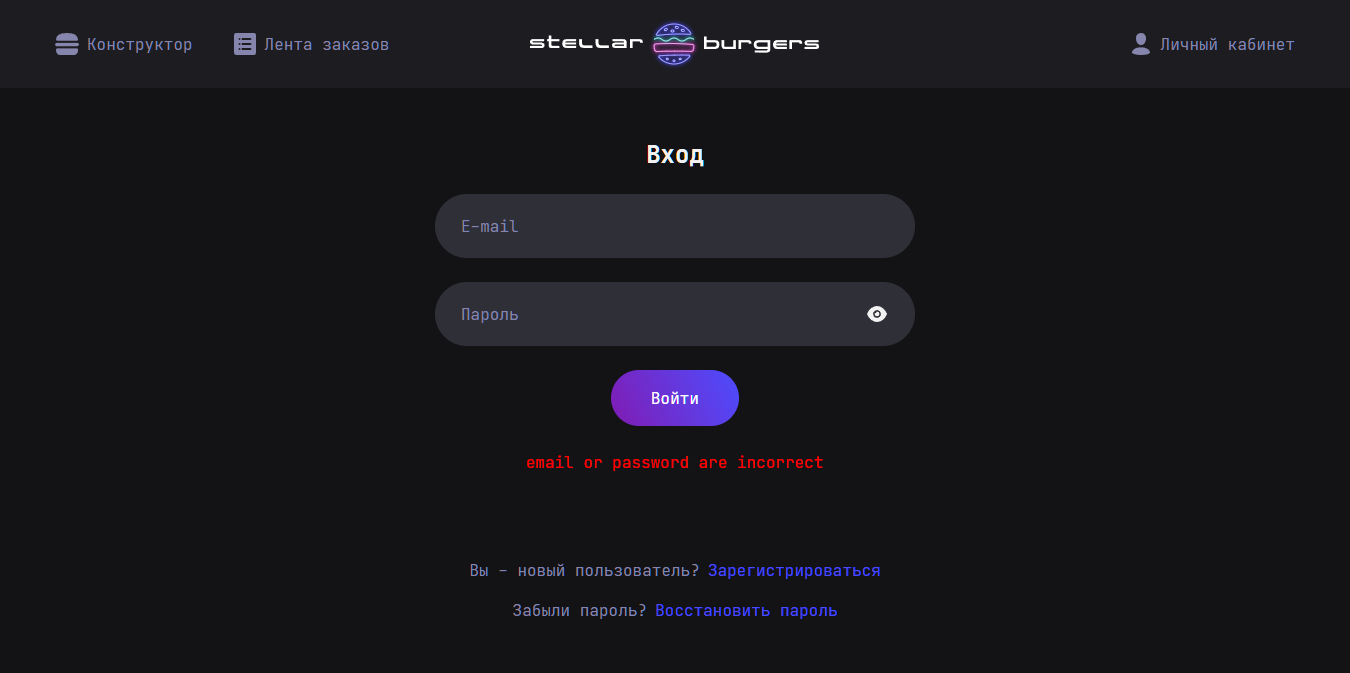 Конструктор
Лента заказов
stellar burgers
Личный кабинет
Вход
E-mail
Пароль
Войти
email or password are incorrect
Вы — новый пользователь? Зарегистрироваться
Забыли пароль? Восстановить пароль